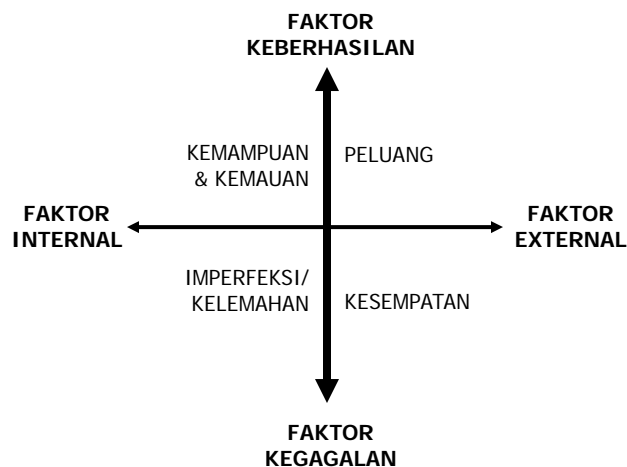 FAKTOR
KEBERHASILAN
KEMAMPUAN
& KEMAUAN
PELUANG
FAKTOR
INTERNAL
FAKTOR
EXTERNAL
IMPERFEKSI/
KELEMAHAN
KESEMPATAN
FAKTOR
KEGAGALAN